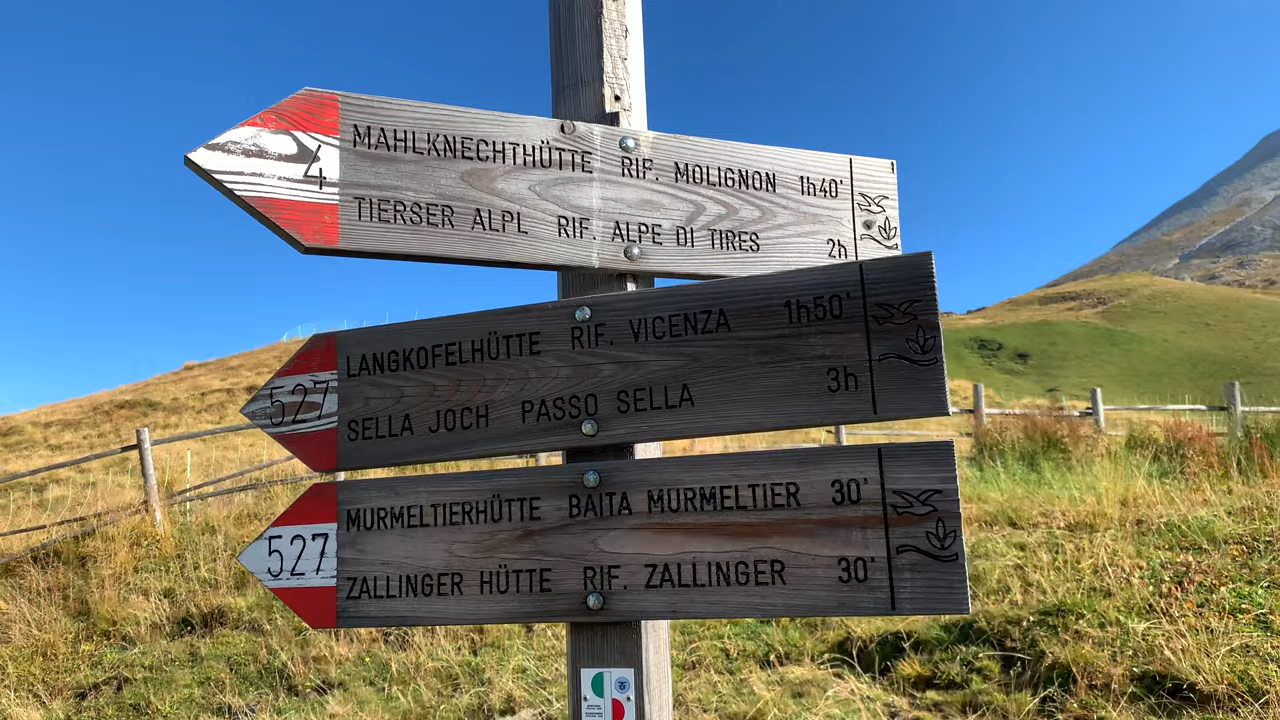 4
MAHLKNECHTHÜTTE RIF. MOLIGNON 1h40'
TIERSER ALPL RIF. ALPE DI TIRES 2h
527
LANGKOFELHÜTTE RIF. VICENZA 1h50'
SELLA JOCH PASSO SELLA 3h
527
MURMELTIERHÜTTE BAITA MURMELTIER 30'
ZALLINGER HÜTTE RIF. ZALLINGER 30'